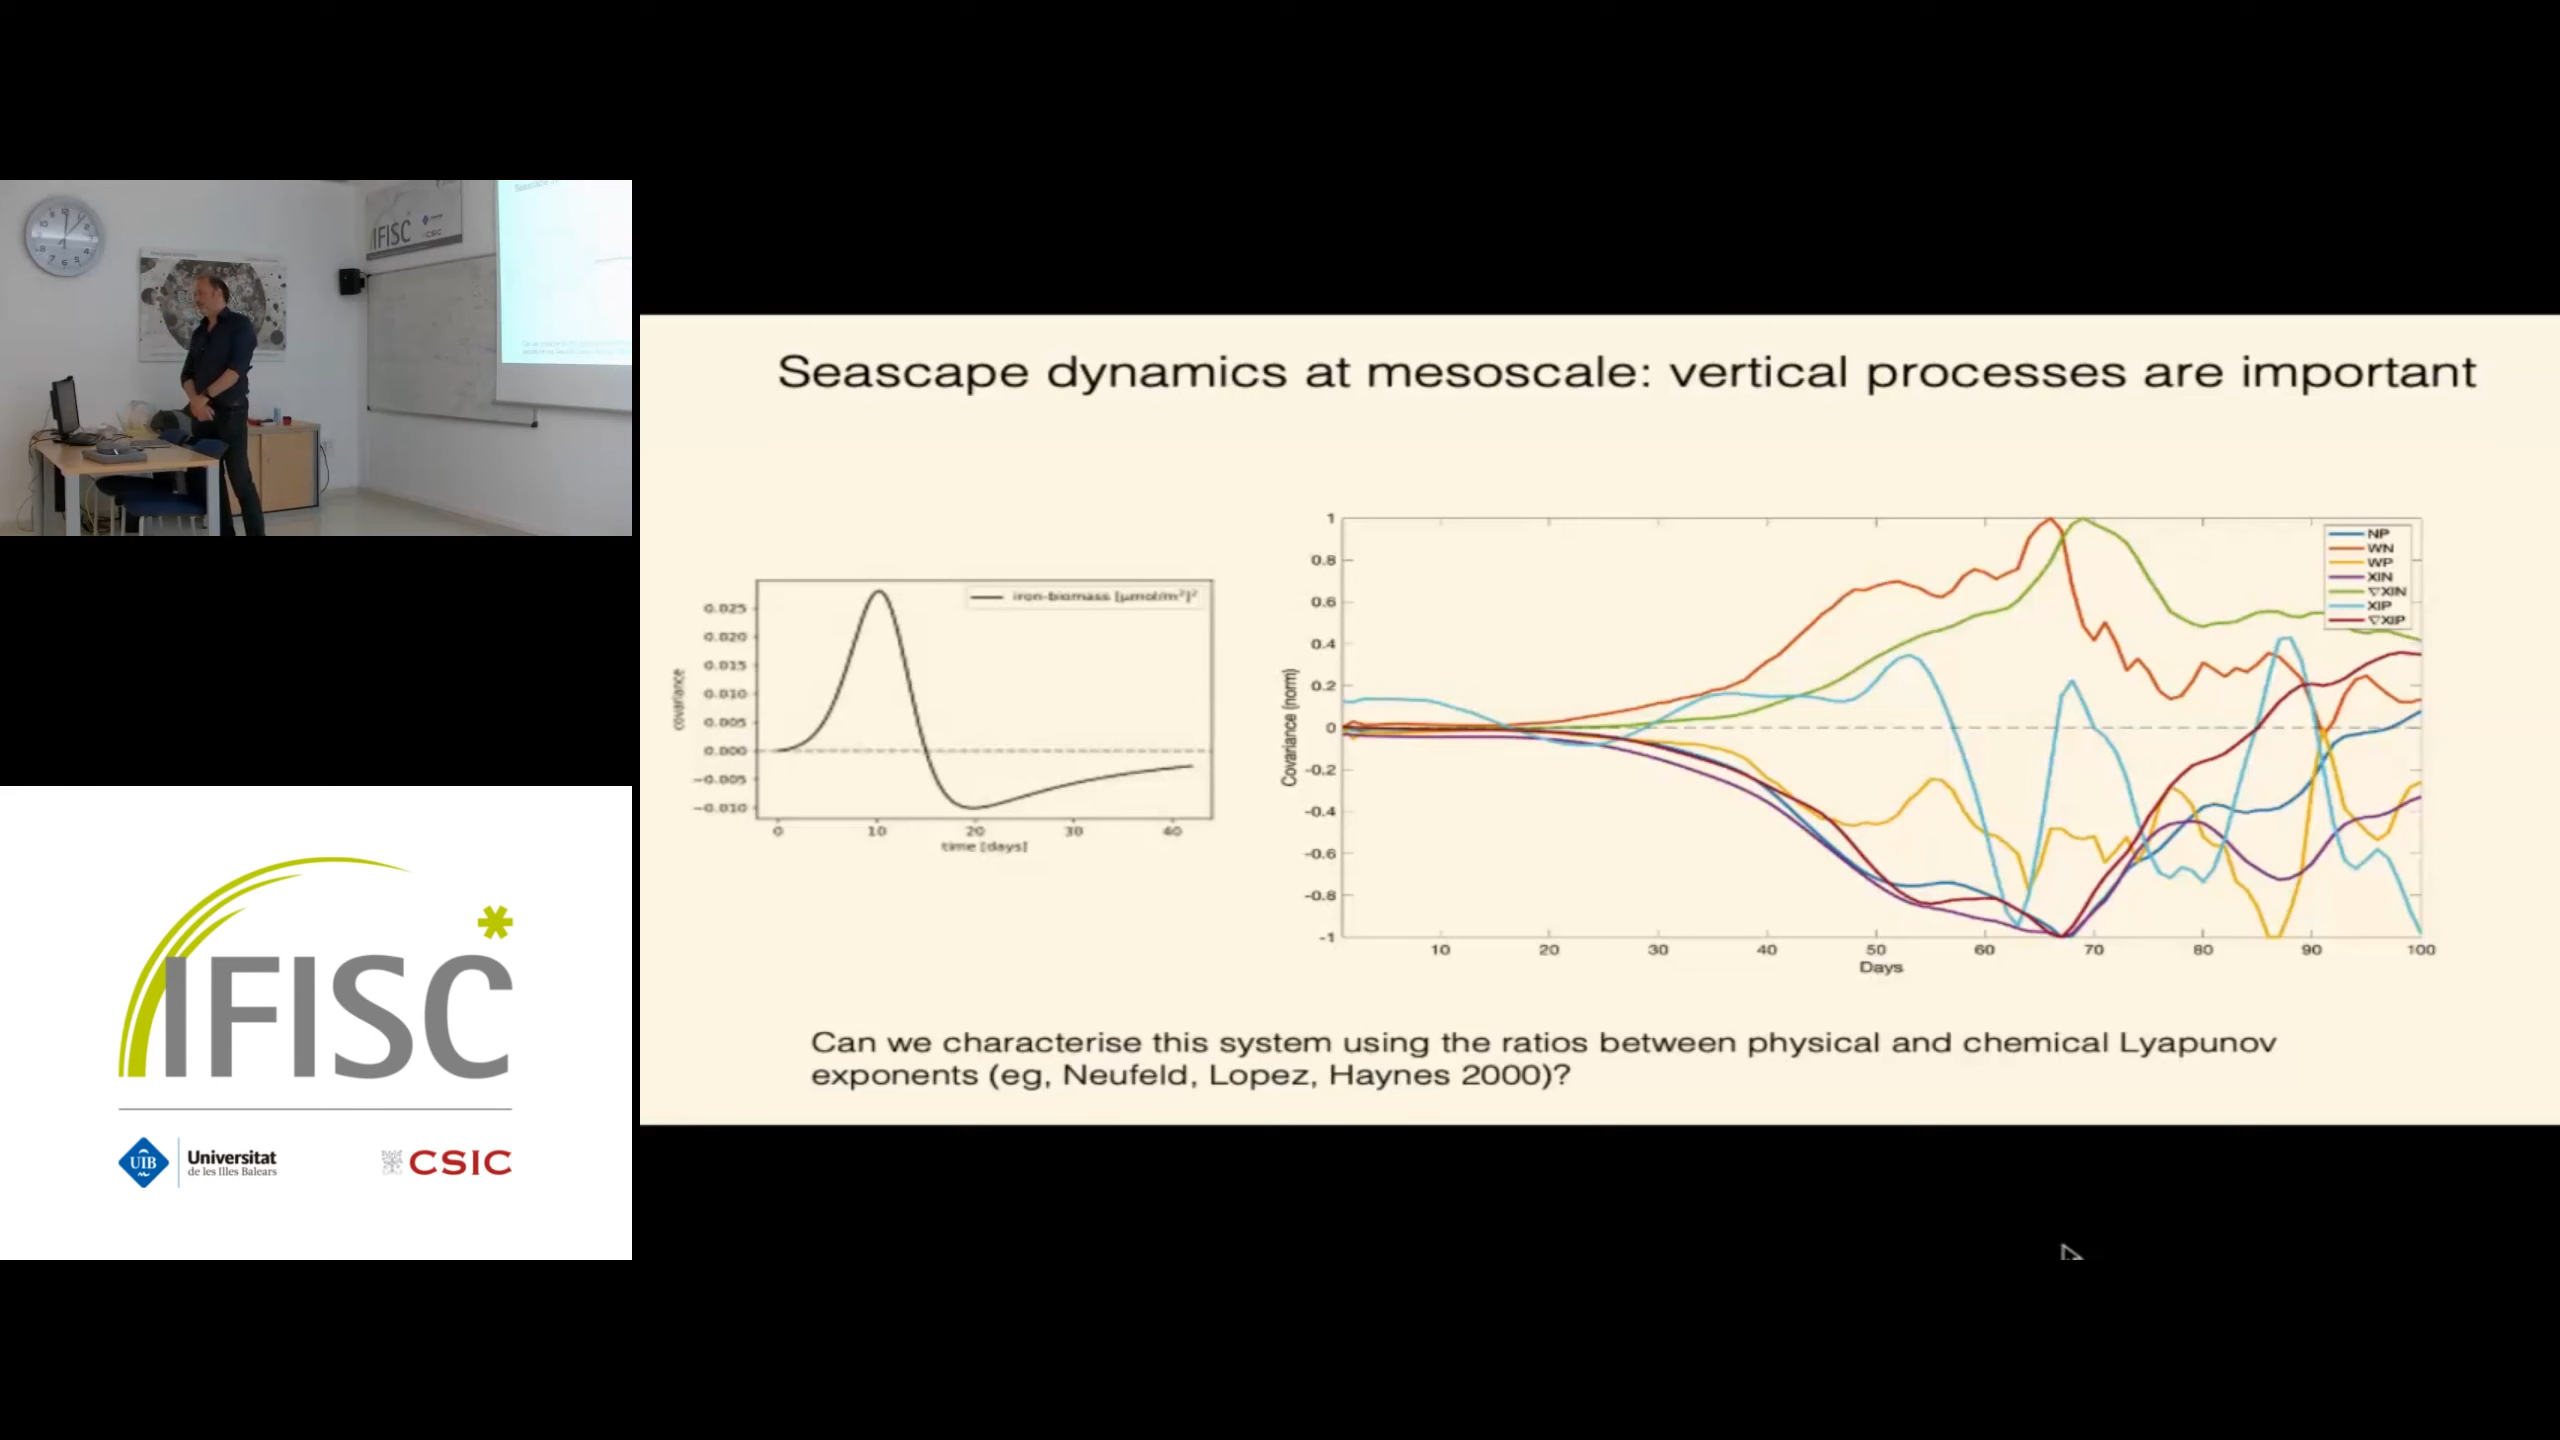 IFISC
CSIC
IFISC
UIB
Universitat
de les Illes Balears
CSIC
Seascape dynamics at mesoscale: vertical processes are important
iron-biomass [µmol/m²]²
0.025
0.020
0.015
0.010
0.005
0.000
−0.005
−0.010
covariance
0 10 20 30 40
time [days]
1
0.8
0.6
0.4
0.2
0
-0.2
-0.4
-0.6
-0.8
-1
Covariance (norm)
NP
WN
WP
XIN
▽XIN
XIP
▽XIP
10 20 30 40 50 60 70 80 90 100
Days
Can we characterise this system using the ratios between physical and chemical Lyapunov
exponents (eg, Neufeld, Lopez, Haynes 2000)?